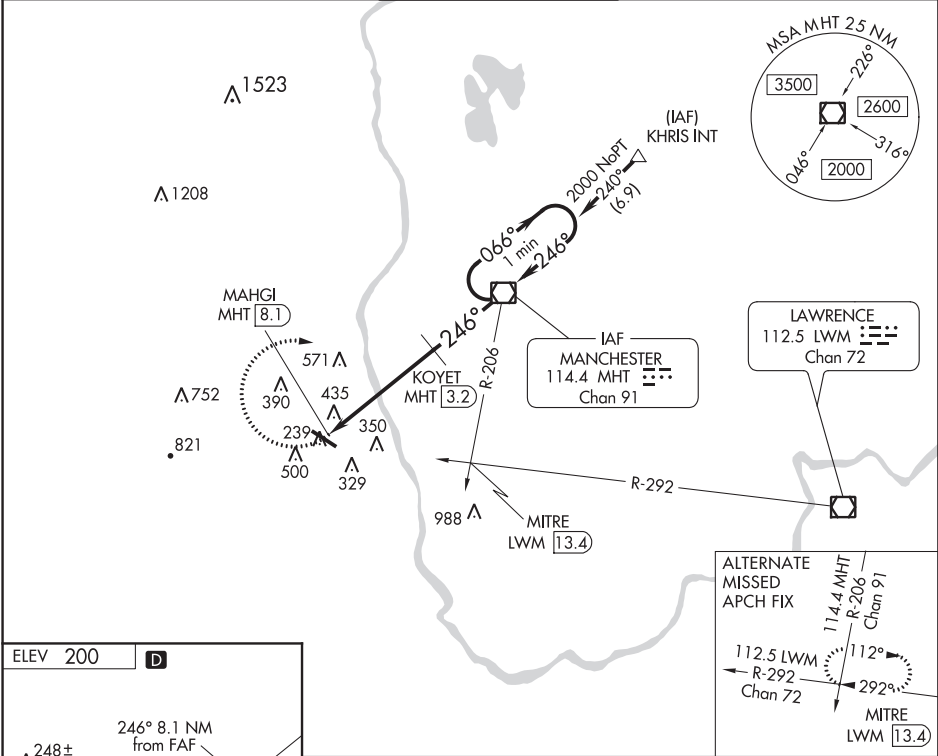 MSA MHT 25 NM
226°
3500
2600
316°
046°
2000
1523
(IAF)
KHRIS INT
2000 NoPT
240°
(6.9)
1208
066°
1 min
246°
MAHGI
MHT 8.1
246°
R-206
IAF
MANCHESTER
114.4 MHT
Chan 91
LAWRENCE
112.5 LWM
Chan 72
571
KOYET
MHT 3.2
752
390
435
350
239
821
500
329
R-292
988
MITRE
LWM 13.4
ALTERNATE
MISSED
APCH FIX
114.4 MHT
R-206
Chan 91
112.5 LWM
R-292
Chan 72
112°
292°
MITRE
LWM 13.4
ELEV 200
D
246° 8.1 NM
from FAF
248±